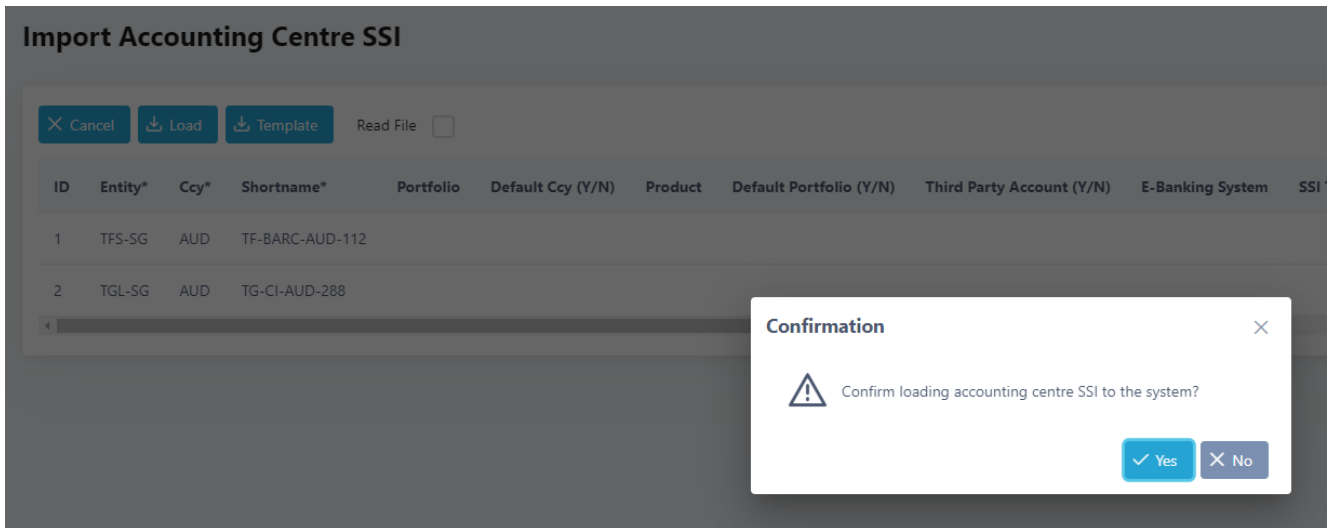 Import Accounting Centre SSI
Cancel Load Template Read File
ID Entity* Ccy* Shortname* Portfolio Default Ccy (Y/N) Product Default Portfolio (Y/N) Third Party Account (Y/N) E-Banking System SSI
1 TFS-SG AUD TF-BARC-AUD-112
2 TGL-SG AUD TG-CI-AUD-288
Confirmation
Confirm loading accounting centre SSI to the system?
Yes No